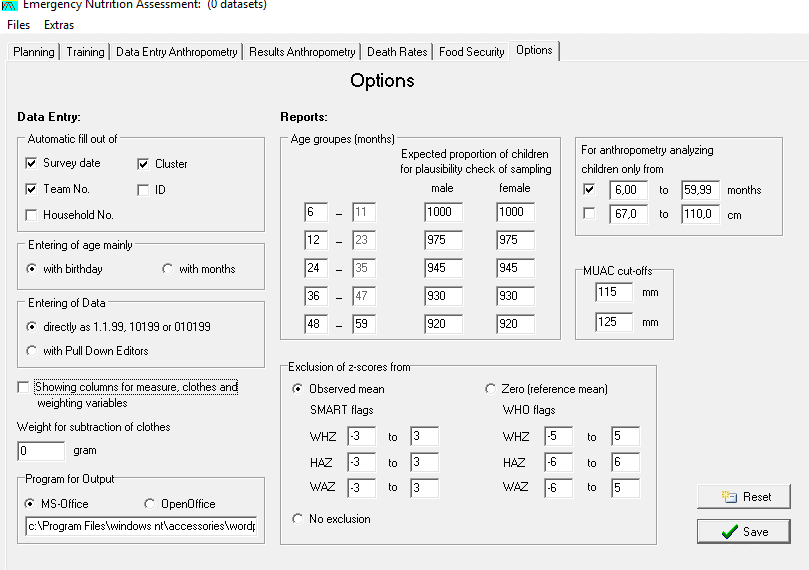 Emergency Nutrition Assessment: (0 datasets)
Files Extras
Planning Training Data Entry Anthropometry Results Anthropometry Death Rates Food Security Options
Options
Data Entry:
Automatic fill out of
Survey date Cluster
Team No. ID
Household No.
Entering of age mainly
with birthday with months
Entering of Data
directly as 1.1.99, 10199 or 010199
with Pull Down Editors
Showing columns for measure, clothes and
weighting variables
Weight for subtraction of clothes
0 gram
Program for Output
MS-Office OpenOffice
c:\Program Files\windows nt\accessories\wordp
Reports:
Age groupes (months)
Expected proportion of children
for plausibility check of sampling
male female
6 – 11 1000 1000
12 – 23 975 975
24 – 35 945 945
36 – 47 930 930
48 – 59 920 920
For anthropometry analyzing
children only from
6,00 to 59,99 months
67,0 to 110,0 cm
MUAC cut-offs
115 mm
125 mm
Exclusion of z-scores from
Observed mean Zero (reference mean)
SMART flags WHO flags
WHZ -3 to 3 WHZ -5 to 5
HAZ -3 to 3 HAZ -6 to 6
WAZ -3 to 3 WAZ -6 to 5
No exclusion
Reset
Save